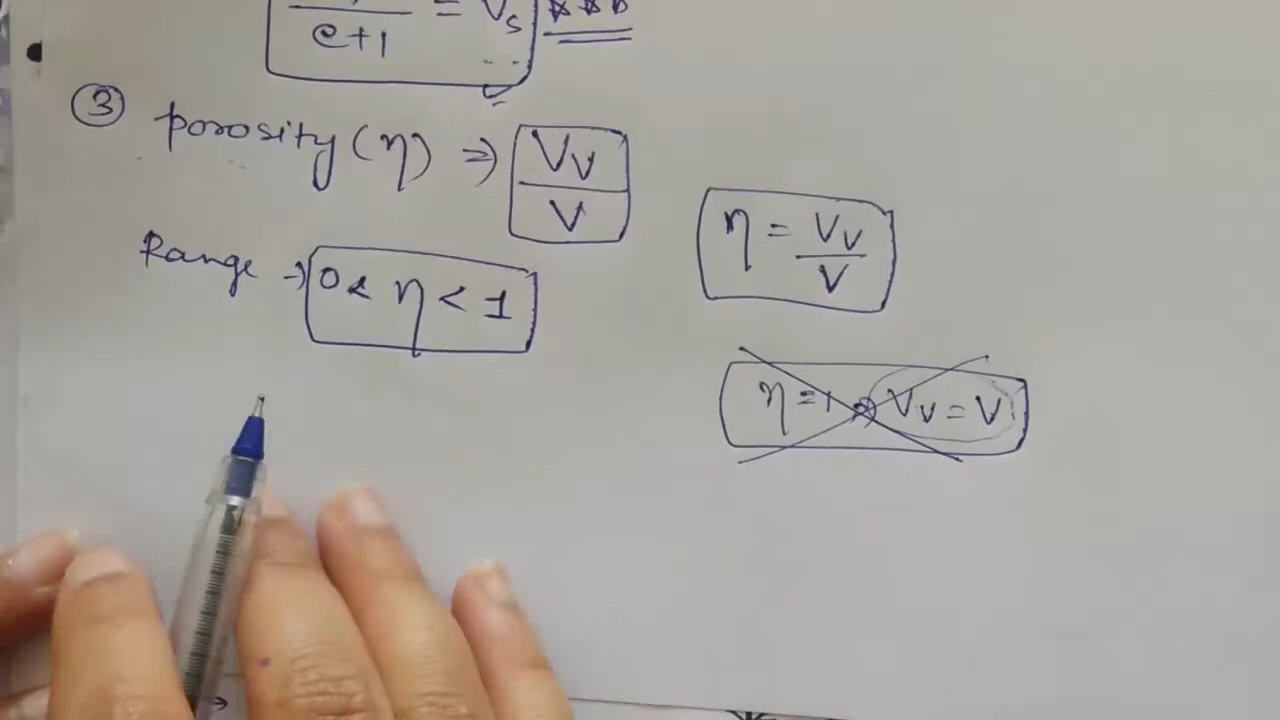 e+1 = Vs
③ porosity (η) ⇒ Vv / V
η = Vv / V
Range → 0 < η < 1
η = 1 ⇒ Vv = V